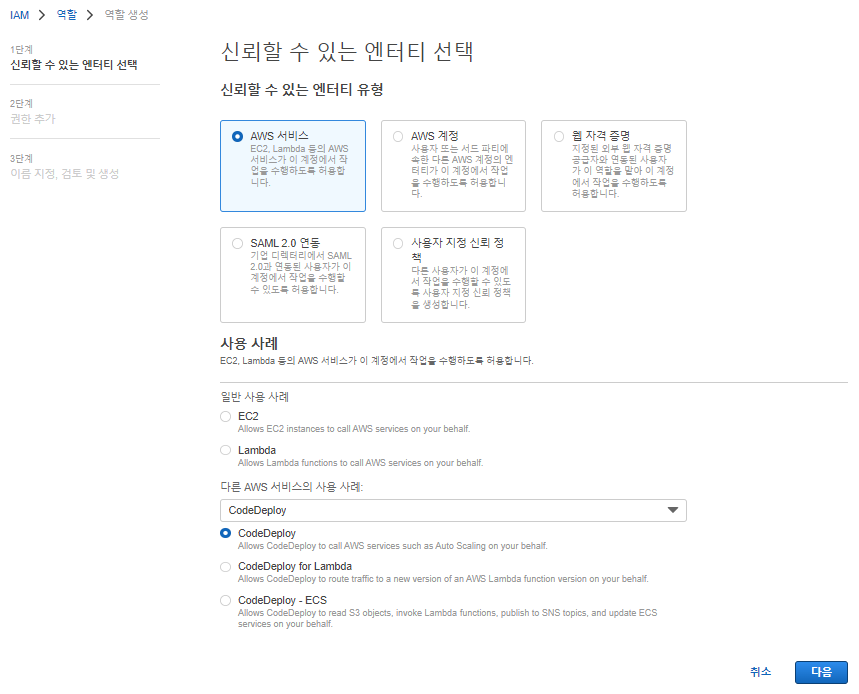 IAM > 역할 > 역할 생성
1단계
신뢰할 수 있는 엔터티 선택
2단계
권한 추가
3단계
이름 지정, 검토 및 생성
신뢰할 수 있는 엔터티 선택
신뢰할 수 있는 엔터티 유형
AWS 서비스
EC2, Lambda 등의 AWS
서비스가 이 계정에서 작
업을 수행하도록 허용합
니다.
AWS 계정
사용자 또는 서드 파티에
속한 다른 AWS 계정의 엔
터티가 이 계정에서 작업
을 수행하도록 허용합니
다.
웹 자격 증명
지정된 외부 웹 자격 증명
공급자와 연동된 사용자
가 이 역할을 맡아 이 계정
에서 작업을 수행하도록
허용합니다.
SAML 2.0 연동
기업 디렉터리에서 SAML
2.0과 연동된 사용자가 이
계정에서 작업을 수행할
수 있도록 허용합니다.
사용자 지정 신뢰 정
책
다른 사용자가 이 계정에
서 작업을 수행할 수 있도
록 사용자 지정 신뢰 정책
을 생성합니다.
사용 사례
EC2, Lambda 등의 AWS 서비스가 이 계정에서 작업을 수행하도록 허용합니다.
일반 사용 사례
EC2
Allows EC2 instances to call AWS services on your behalf.
Lambda
Allows Lambda functions to call AWS services on your behalf.
다른 AWS 서비스의 사용 사례:
CodeDeploy
CodeDeploy
Allows CodeDeploy to call AWS services such as Auto Scaling on your behalf.
CodeDeploy for Lambda
Allows CodeDeploy to route traffic to a new version of an AWS Lambda function version on your behalf.
CodeDeploy - ECS
Allows CodeDeploy to read S3 objects, invoke Lambda functions, publish to SNS topics, and update ECS
services on your behalf.
취소
다음